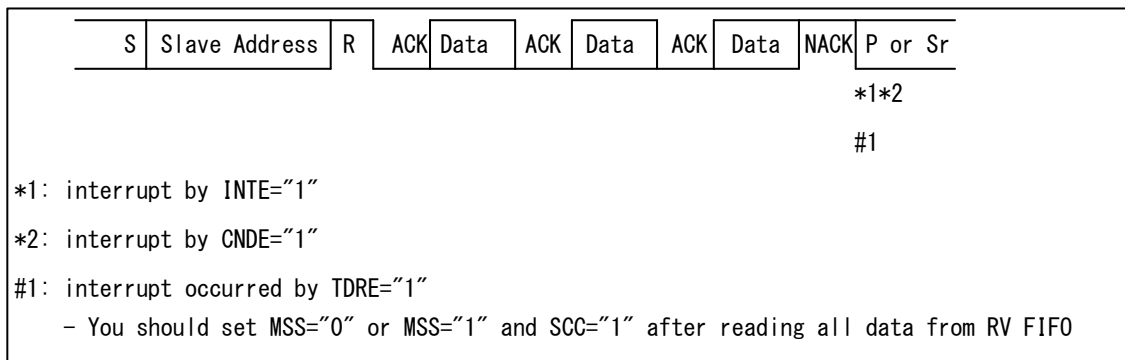 S Slave Address R ACK Data ACK Data ACK Data NACK P or Sr
*1*2
#1
*1: interrupt by INTE="1"
*2: interrupt by CNDE="1"
#1: interrupt occurred by TDRE="1"
- You should set MSS="0" or MSS="1" and SCC="1" after reading all data from RV FIFO